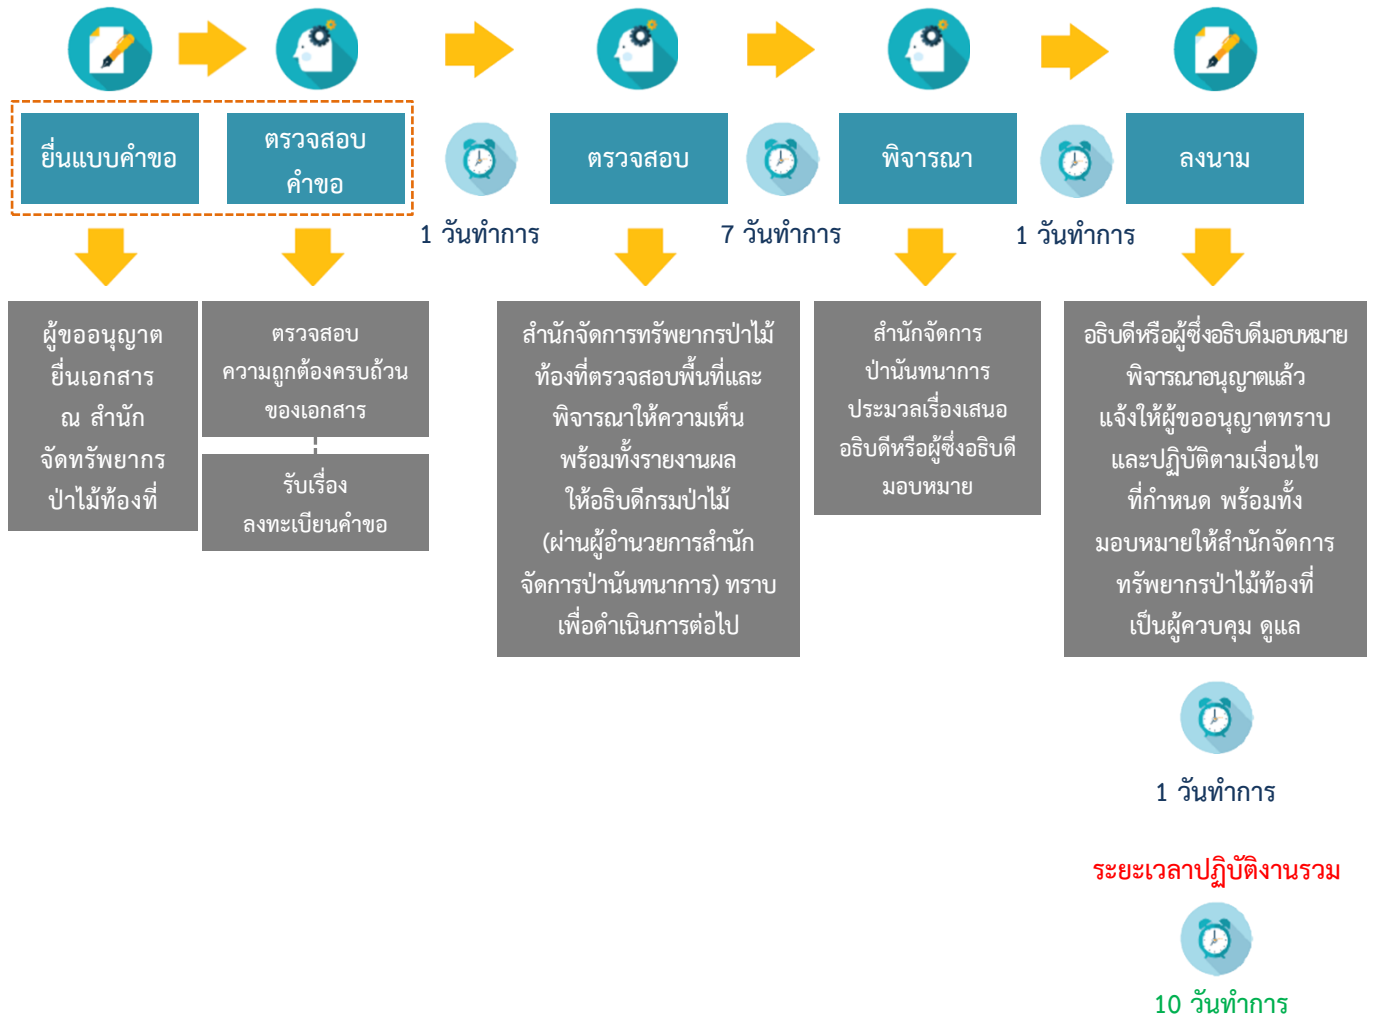 ยื่นแบบคำขอ
ตรวจสอบ
คำขอ
1 วันทำการ
ตรวจสอบ
7 วันทำการ
พิจารณา
1 วันทำการ
ลงนาม
ผู้ขออนุญาต
ยื่นเอกสาร
ณ สำนัก
จัดทรัพยากร
ป่าไม้ท้องที่
ตรวจสอบ
ความถูกต้องครบถ้วน
ของเอกสาร
รับเรื่อง
ลงทะเบียนคำขอ
สำนักจัดการทรัพยากรป่าไม้
ท้องที่ตรวจสอบพื้นที่และ
พิจารณาให้ความเห็น
พร้อมทั้งรายงานผล
ให้อธิบดีกรมป่าไม้
(ผ่านผู้อำนวยการสำนัก
จัดการป่านันทนาการ) ทราบ
เพื่อดำเนินการต่อไป
สำนักจัดการ
ป่านันทนาการ
ประมวลเรื่องเสนอ
อธิบดีหรือผู้ซึ่งอธิบดี
มอบหมาย
อธิบดีหรือผู้ซึ่งอธิบดีมอบหมาย
พิจารณาอนุญาตแล้ว
แจ้งให้ผู้ขออนุญาตทราบ
และปฏิบัติตามเงื่อนไข
ที่กำหนด พร้อมทั้ง
มอบหมายให้สำนักจัดการ
ทรัพยากรป่าไม้ท้องที่
เป็นผู้ควบคุม ดูแล
1 วันทำการ
ระยะเวลาปฏิบัติงานรวม
10 วันทำการ